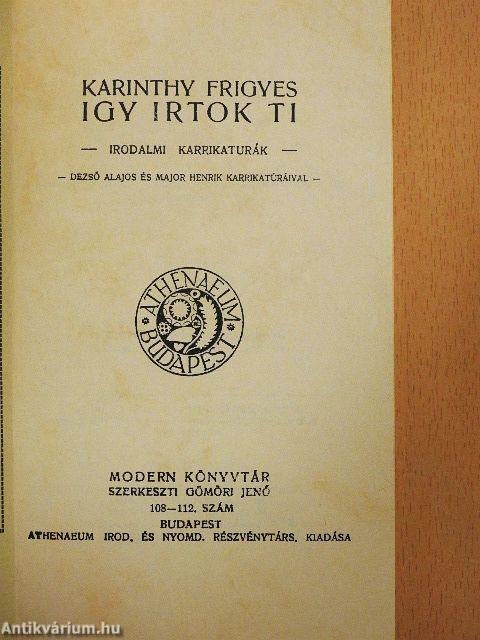 KARINTHY FRIGYES
IGY IRTOK TI
— IRODALMI KARRIKATURÁK —
— DEZSŐ ALAJOS ÉS MAJOR HENRIK KARRIKATÚRÁIVAL —
ATHENAEUM
BUDAPEST
MODERN KÖNYVTÁR
SZERKESZTI GÖMÖRI JENŐ
108—112. SZÁM
BUDAPEST
ATHENAEUM IROD. ÉS NYOMD. RÉSZVÉNYTÁRS. KIADÁSA
Antikvárium.hu